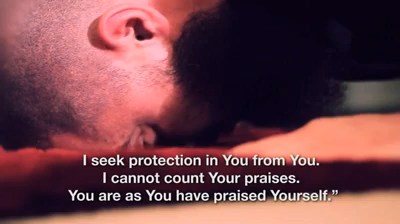 I seek protection in You from You.
I cannot count Your praises.
You are as You have praised Yourself.”